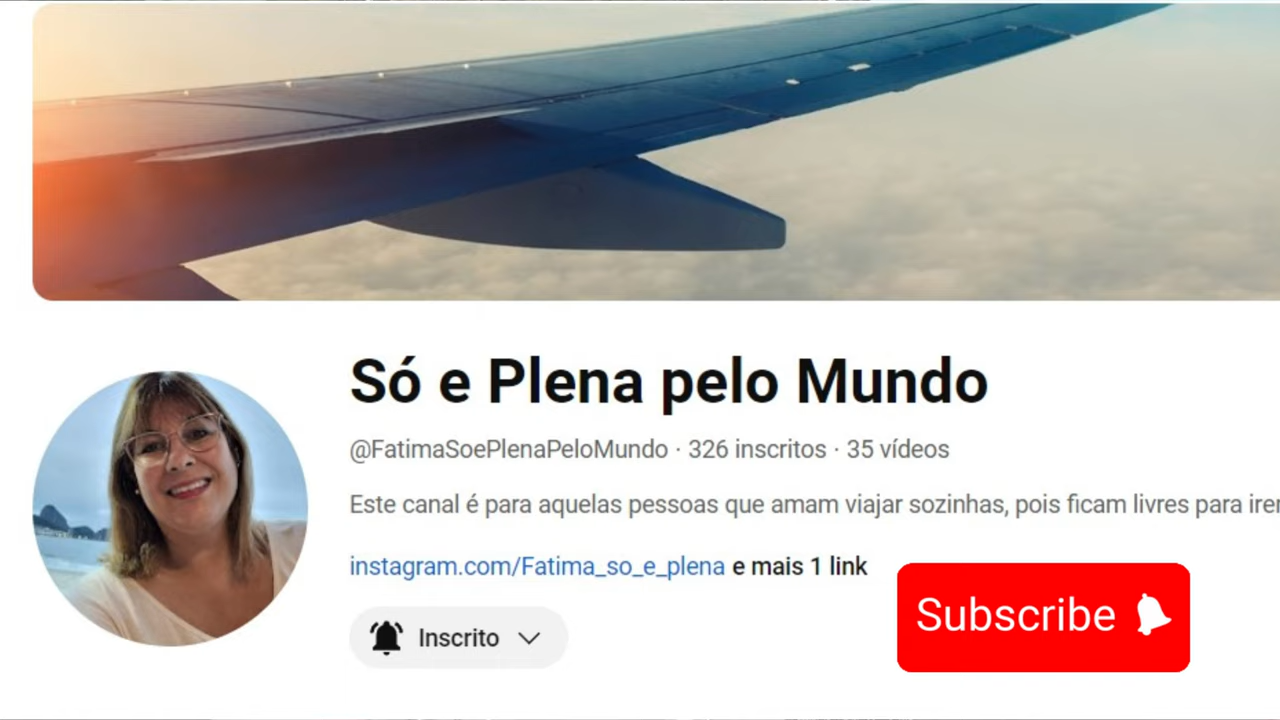 Só e Plena pelo Mundo
@FatimaSoePlenaPeloMundo · 326 inscritos · 35 vídeos
Este canal é para aquelas pessoas que amam viajar sozinhas, pois ficam livres para
instagram.com/Fatima_so_e_plena e mais 1 link
Inscrito
Subscribe